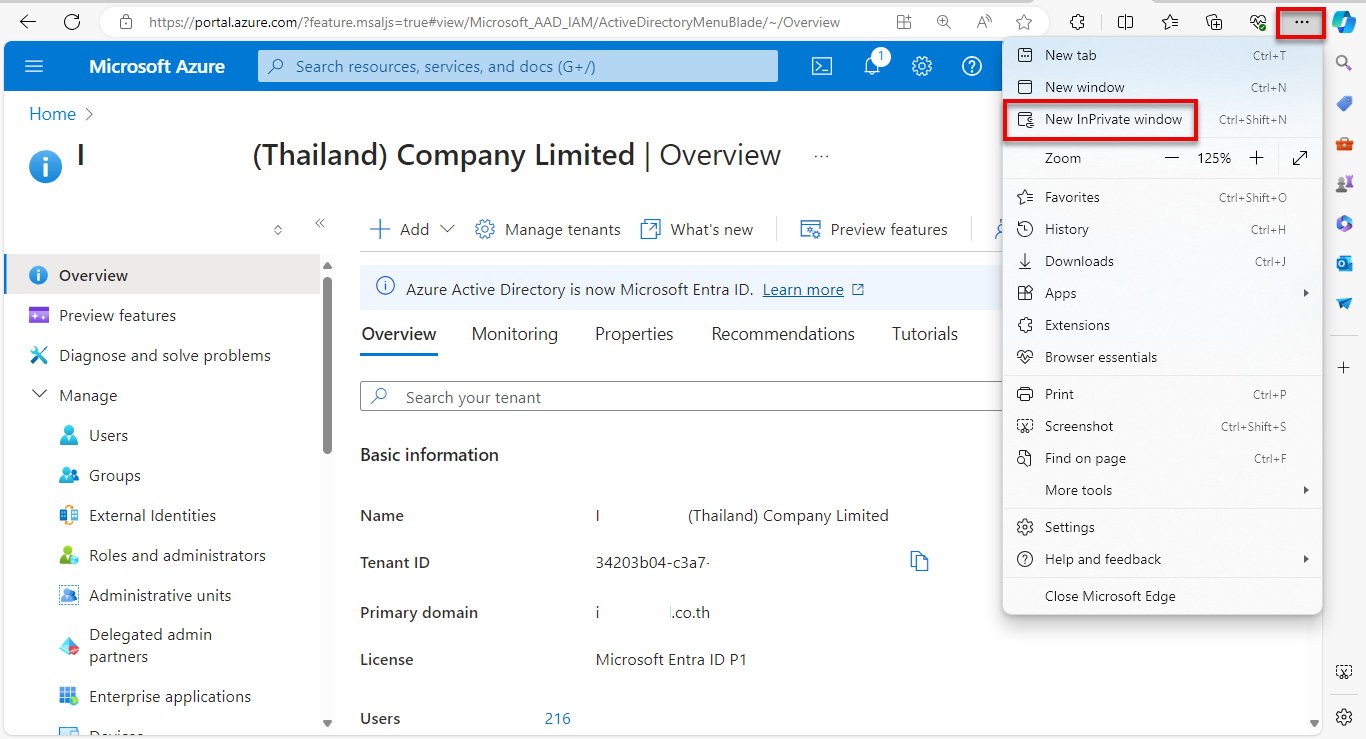 https://portal.azure.com/?feature.msaljs=true#view/Microsoft_AAD_IAM/ActiveDirectoryMenuBlade/~/Overview
Microsoft Azure
Search resources, services, and docs (G+/)
1
Home
I (Thailand) Company Limited | Overview
Add
Manage tenants
What's new
Preview features
Azure Active Directory is now Microsoft Entra ID. Learn more
Overview
Preview features
Diagnose and solve problems
Manage
Users
Groups
External Identities
Roles and administrators
Administrative units
Delegated admin
partners
Enterprise applications
Devices
Overview Monitoring Properties Recommendations Tutorials
Search your tenant
Basic information
Name I (Thailand) Company Limited
Tenant ID 34203b04-c3a7-
Primary domain i .co.th
License Microsoft Entra ID P1
Users 216
New tab Ctrl+T
New window Ctrl+N
New InPrivate window Ctrl+Shift+N
Zoom 125%
Favorites Ctrl+Shift+O
History Ctrl+H
Downloads Ctrl+J
Apps
Extensions
Browser essentials
Print Ctrl+P
Screenshot Ctrl+Shift+S
Find on page Ctrl+F
More tools
Settings
Help and feedback
Close Microsoft Edge